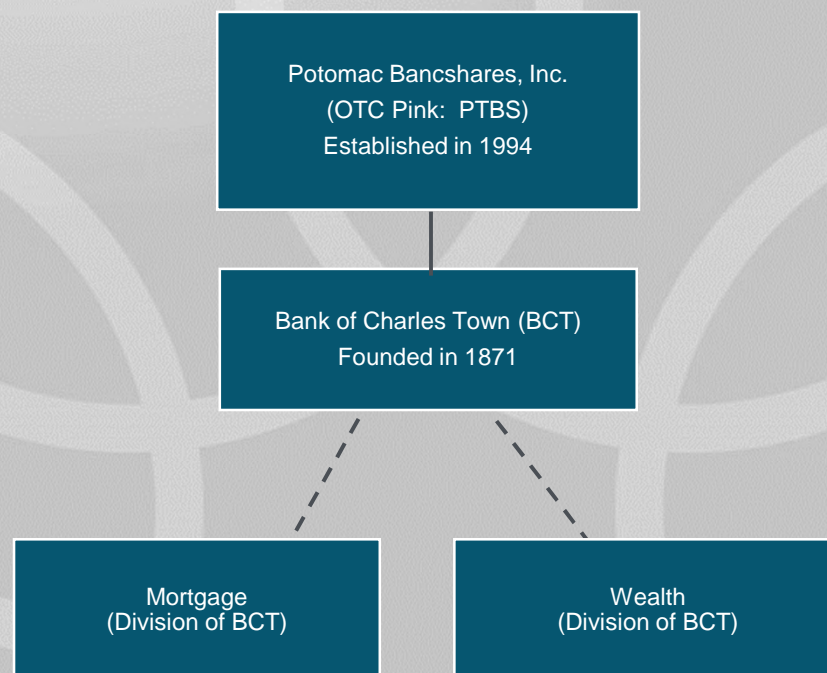 Potomac Bancshares, Inc.
(OTC Pink:  PTBS)
Established in 1994
Bank of Charles Town (BCT)
Founded in 1871
Mortgage
(Division of BCT)
Wealth
(Division of BCT)